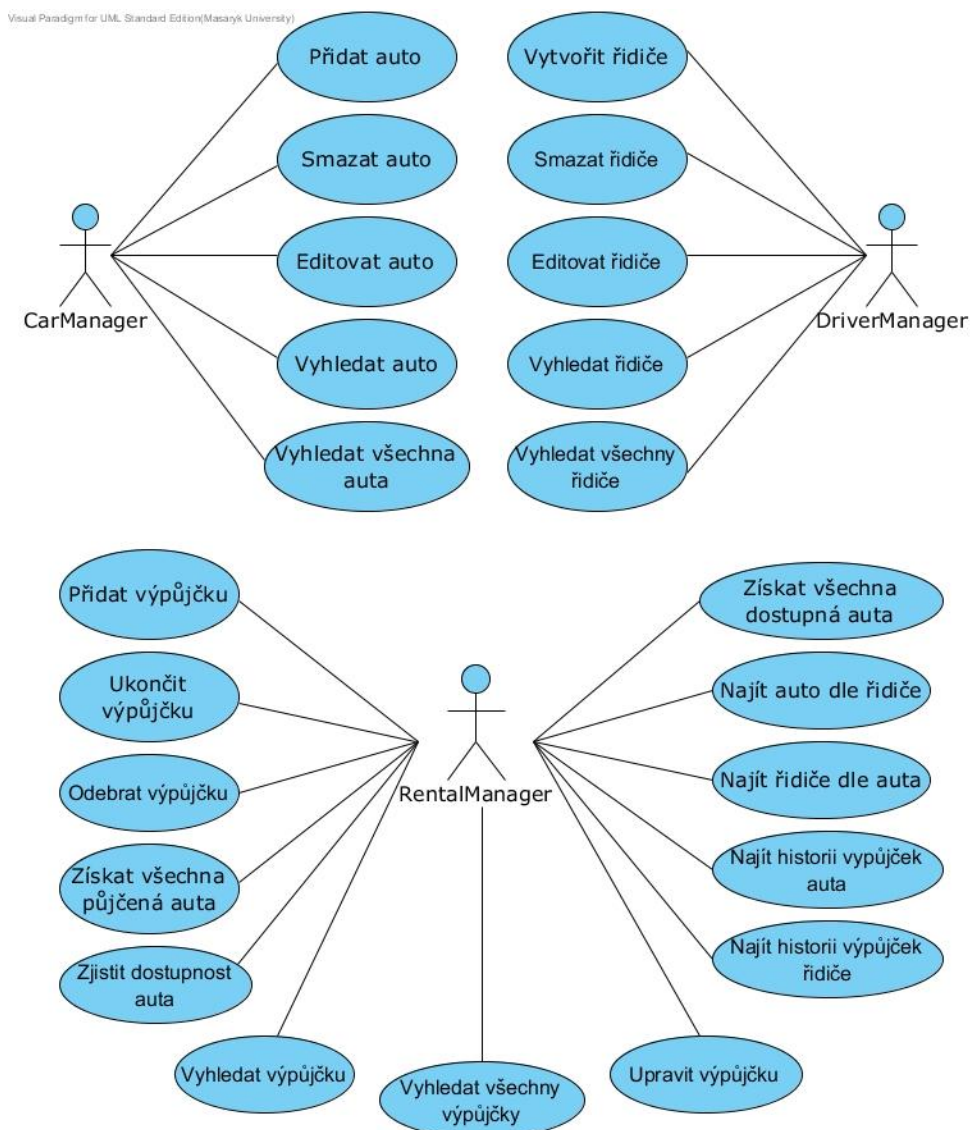 Visual Paradigm for UML Standard Edition(Masaryk University)
Přidat auto
Vytvořit řidiče
Smazat auto
Smazat řidiče
Editovat auto
Editovat řidiče
CarManager
DriverManager
Vyhledat auto
Vyhledat řidiče
Vyhledat všechna
auta
Vyhledat všechny
řidiče
Přidat výpůjčku
Získat všechna
dostupná auta
Ukončit
výpůjčku
Najít auto dle řidiče
Odebrat výpůjčku
RentalManager
Najít řidiče dle auta
Získat všechna
půjčená auta
Najít historii vypůjček
auta
Zjistit dostupnost
auta
Najít historii výpůjček
řidiče
Vyhledat výpůjčku
Vyhledat všechny
výpůjčky
Upravit výpůjčku